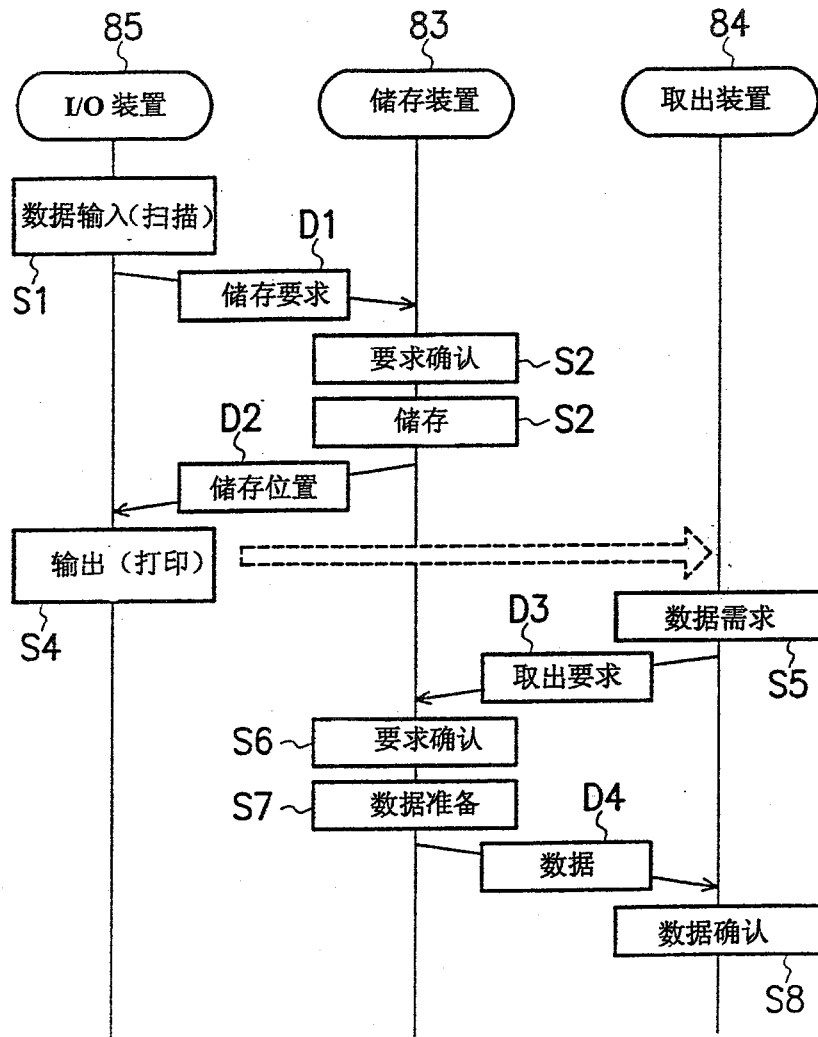 85
83
84
I/O 装置
储存装置
取出装置
数据输入(扫描)
S1
D1
储存要求
要求确认
S2
储存
S2
D2
储存位置
输出(打印)
S4
数据需求
S5
D3
取出要求
S6
要求确认
S7
数据准备
D4
数据
数据确认
S8